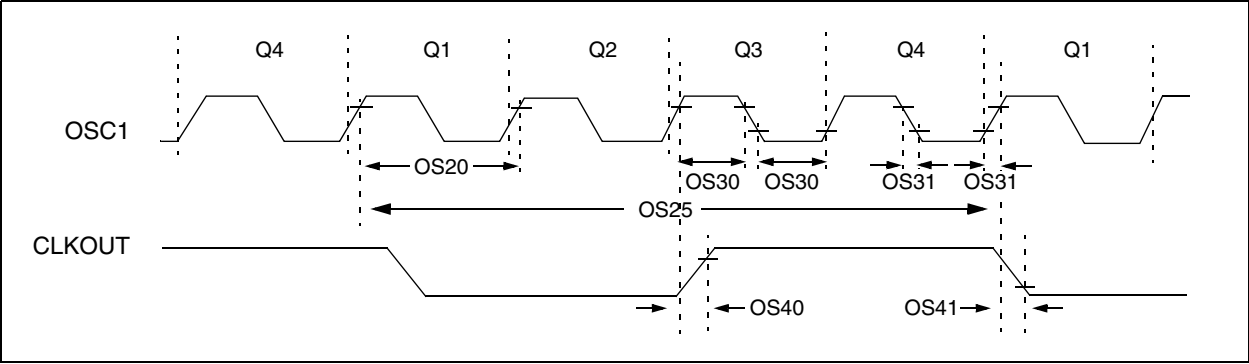 Q4 Q1 Q2 Q3 Q4 Q1
OSC1
OS20
OS30 OS30 OS31 OS31
OS25
CLKOUT
OS40 OS41